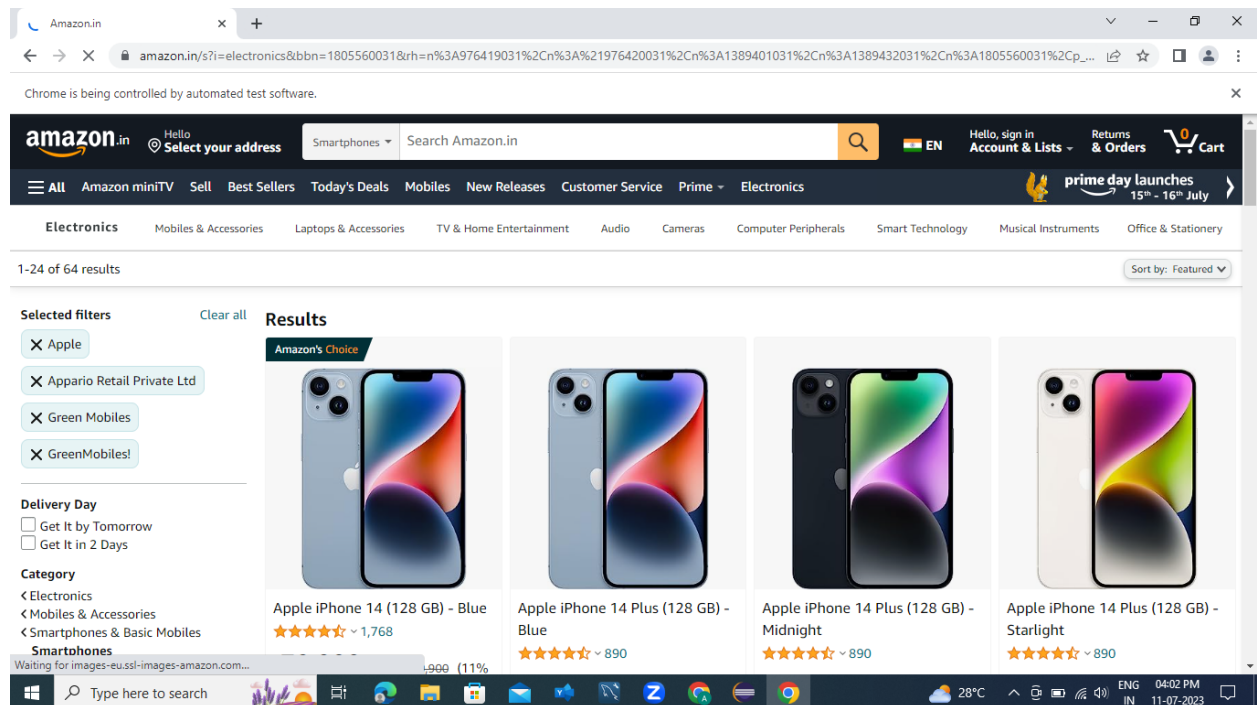 Amazon.in
amazon.in/s?i=electronics&bbn=1805560031&rh=n%3A976419031%2Cn%3A%21976420031%2Cn%3A1389401031%2Cn%3A1389432031%2Cn%3A1805560031%2Cp_...
Chrome is being controlled by automated test software.
amazon.in
Hello
Select your address
Smartphones
Search Amazon.in
EN
Hello, sign in
Account & Lists
Returns
& Orders
0
Cart
All Amazon miniTV Sell Best Sellers Today's Deals Mobiles New Releases Customer Service Prime Electronics
prime day launches
15th - 16th July
Electronics Mobiles & Accessories Laptops & Accessories TV & Home Entertainment Audio Cameras Computer Peripherals Smart Technology Musical Instruments Office & Stationery
1-24 of 64 results
Sort by: Featured
Selected filters Clear all
Apple
Appario Retail Private Ltd
Green Mobiles
GreenMobiles!
Delivery Day
Get It by Tomorrow
Get It in 2 Days
Category
Electronics
Mobiles & Accessories
Smartphones & Basic Mobiles
Smartphones
Waiting for images-eu.ssl-images-amazon.com...
Results
Amazon's Choice
Apple iPhone 14 (128 GB) - Blue
1,768
(11%
Apple iPhone 14 Plus (128 GB) -
Blue
890
Apple iPhone 14 Plus (128 GB) -
Midnight
890
Apple iPhone 14 Plus (128 GB) -
Starlight
890
Type here to search
28°C
ENG
IN
04:02 PM
11-07-2023